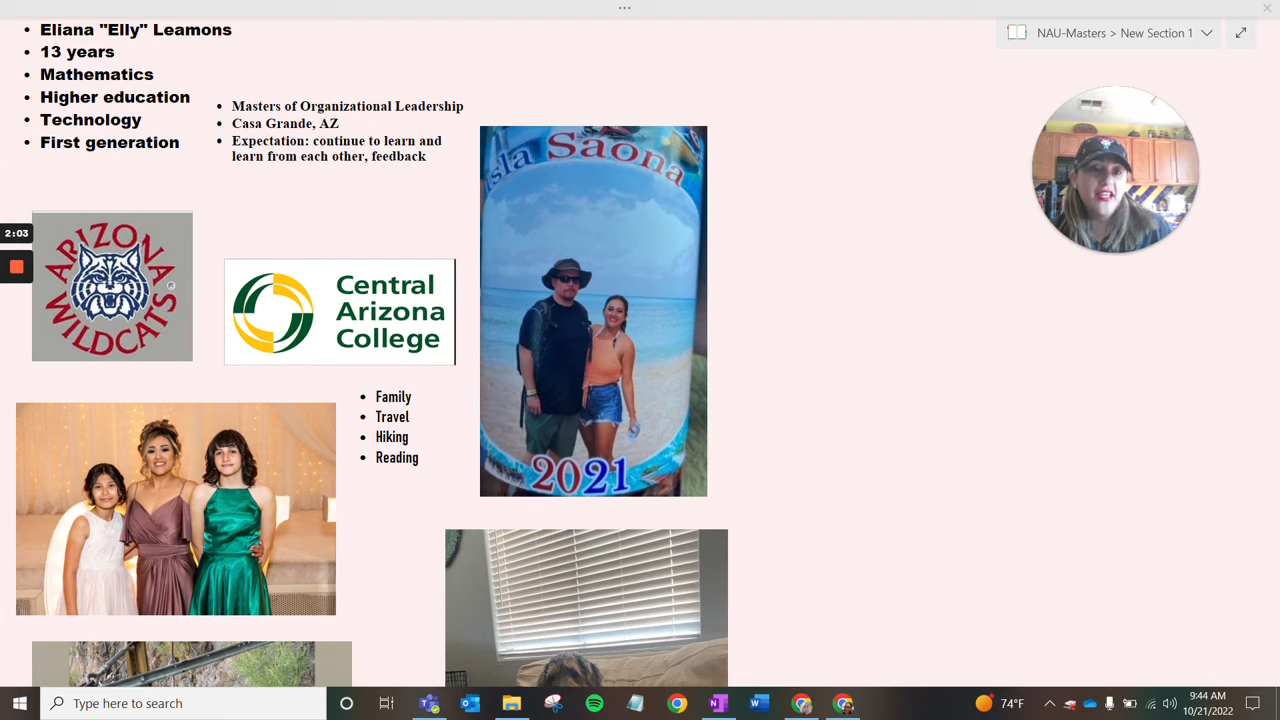 NAU-Masters > New Section 1
Eliana "Elly" Leamons
13 years
Mathematics
Higher education
Technology
First generation
Masters of Organizational Leadership
Casa Grande, AZ
Expectation: continue to learn and
learn from each other, feedback
2:03
ARIZONA
WILDCATS
Central
Arizona
College
Isla Saona
2021
Family
Travel
Hiking
Reading
Type here to search
74°F
9:44 AM
10/21/2022